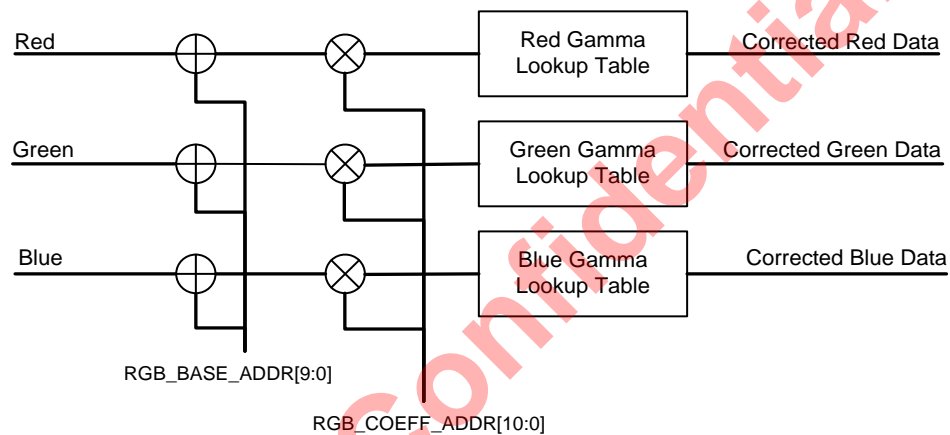 Red
Red Gamma
Lookup Table
Corrected Red Data
Green
Green Gamma
Lookup Table
Corrected Green Data
Blue
Blue Gamma
Lookup Table
Corrected Blue Data
RGB_BASE_ADDR[9:0]
RGB_COEFF_ADDR[10:0]
Confidential